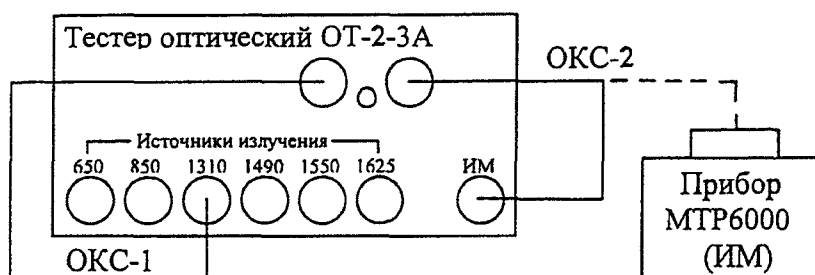 Тестер оптический ОТ-2-3А
ОКС-2
Источники излучения
650 850 1310 1490 1550 1625 ИМ
Прибор
МТР6000
(ИМ)
ОКС-1